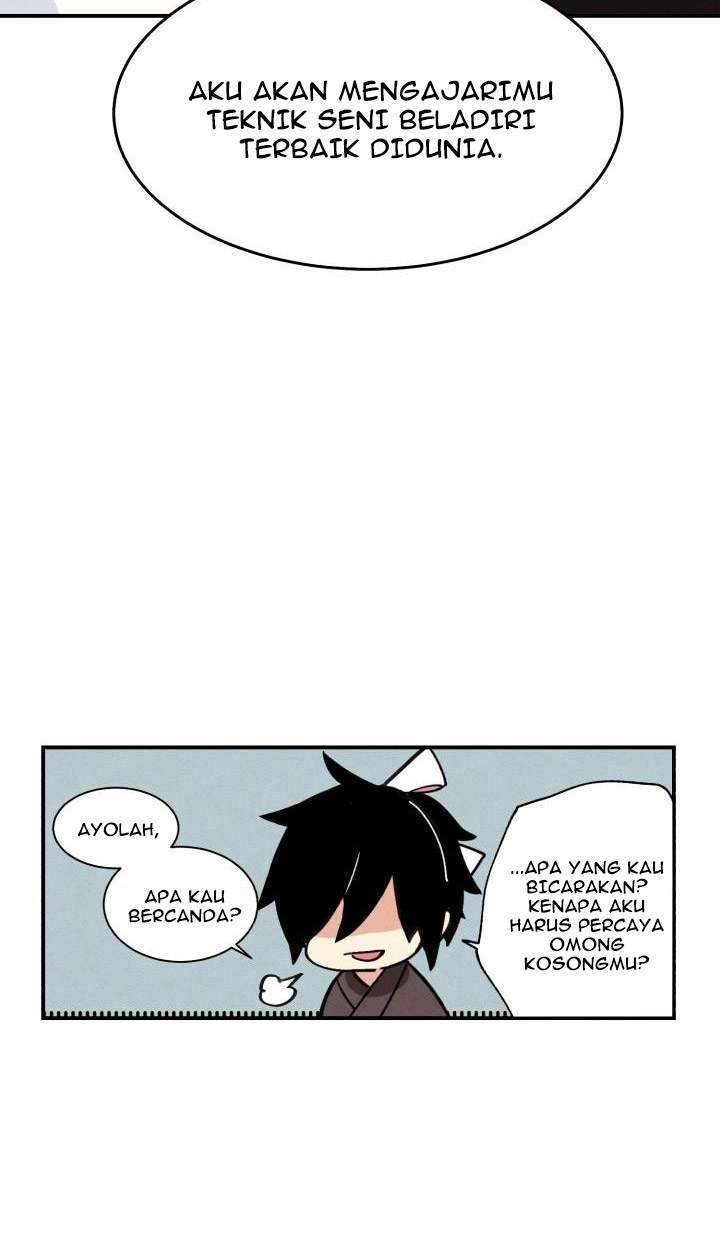 AKU AKAN MENGAJARIMU
TEKNIK SENI BELADIRI
TERBAIK DIDUNIA.
AYOLAH,
APA KAU
BERCANDA?
...APA YANG KAU
BICARAKAN?
KENAPA AKU
HARUS PERCAYA
OMONG
KOSONGMU?